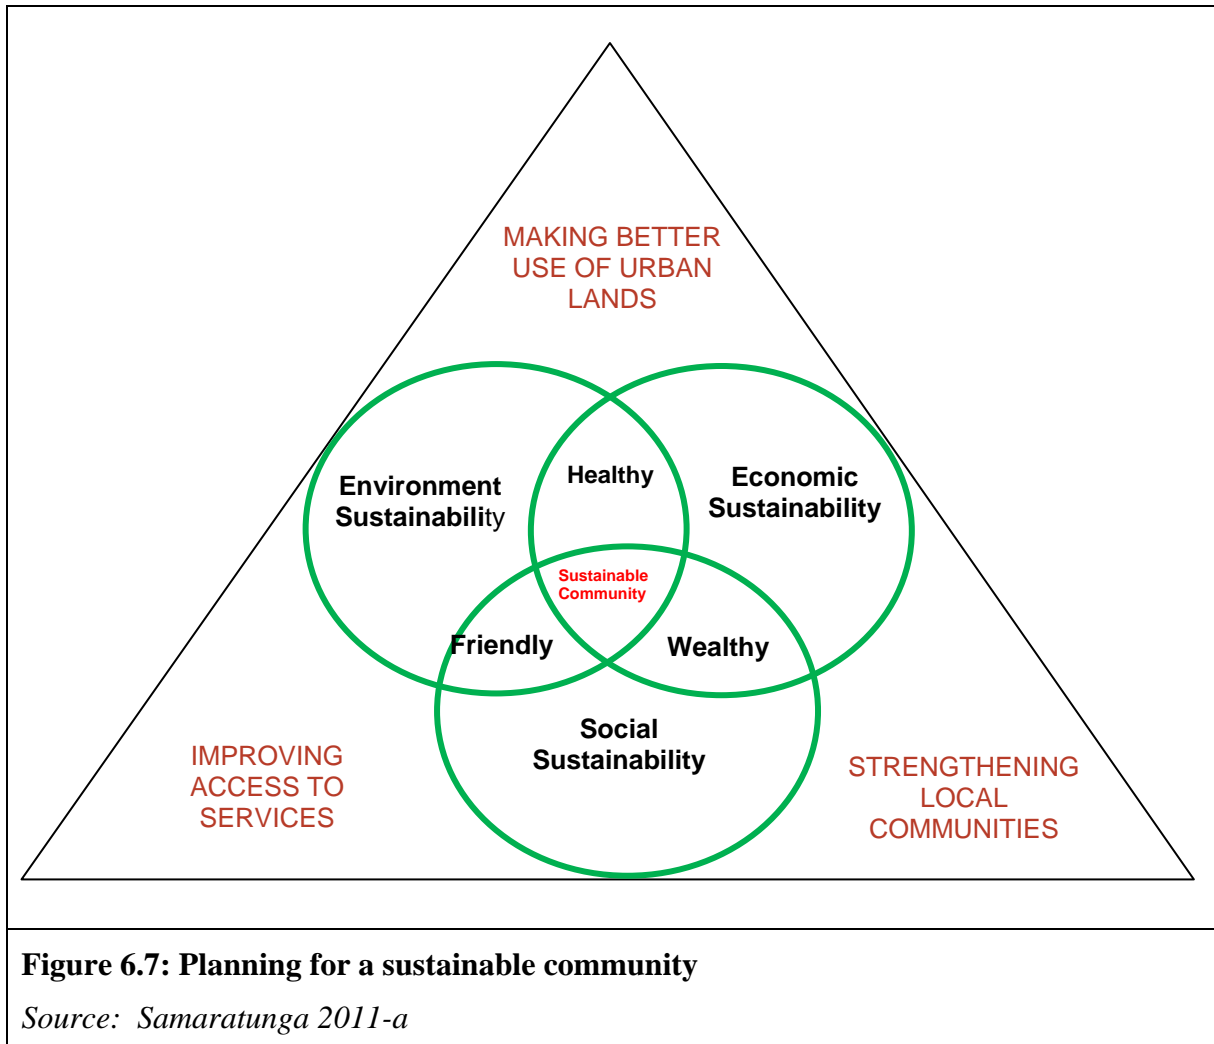 MAKING BETTER
USE OF URBAN
LANDS
Environment
Sustainability
Healthy
Economic
Sustainability
Sustainable
Community
Friendly
Wealthy
Social
Sustainability
IMPROVING
ACCESS TO
SERVICES
STRENGTHENING
LOCAL
COMMUNITIES
Figure 6.7: Planning for a sustainable community
Source: Samaratunga 2011-a